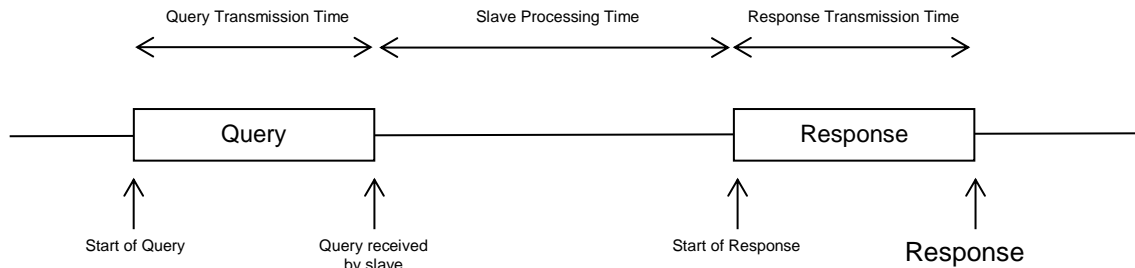 Query Transmission Time
Slave Processing Time
Response Transmission Time
Query
Response
Start of Query
Query received
by slave
Start of Response
Response